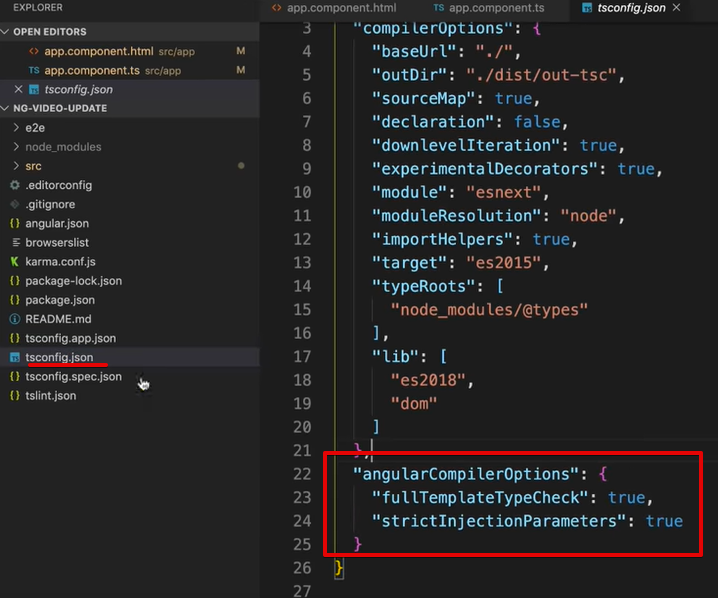 EXPLORER
OPEN EDITORS
<> app.component.html src/app M
TS app.component.ts src/app M
× TS tsconfig.json
NG-VIDEO-UPDATE
e2e
node_modules
src
.editorconfig
.gitignore
{} angular.json
browserslist
karma.conf.js
{} package-lock.json
{} package.json
README.md
{} tsconfig.app.json
TS tsconfig.json
{} tsconfig.spec.json
{} tslint.json
<> app.component.html TS app.component.ts TS tsconfig.json ×
3 "compilerOptions": {
4 "baseUrl": "./",
5 "outDir": "./dist/out-tsc",
6 "sourceMap": true,
7 "declaration": false,
8 "downlevelIteration": true,
9 "experimentalDecorators": true,
10 "module": "esnext",
11 "moduleResolution": "node",
12 "importHelpers": true,
13 "target": "es2015",
14 "typeRoots": [
15 "node_modules/@types"
16 ],
17 "lib": [
18 "es2018",
19 "dom"
20 ]
21 },
22 "angularCompilerOptions": {
23 "fullTemplateTypeCheck": true,
24 "strictInjectionParameters": true
25 }
26 }
27